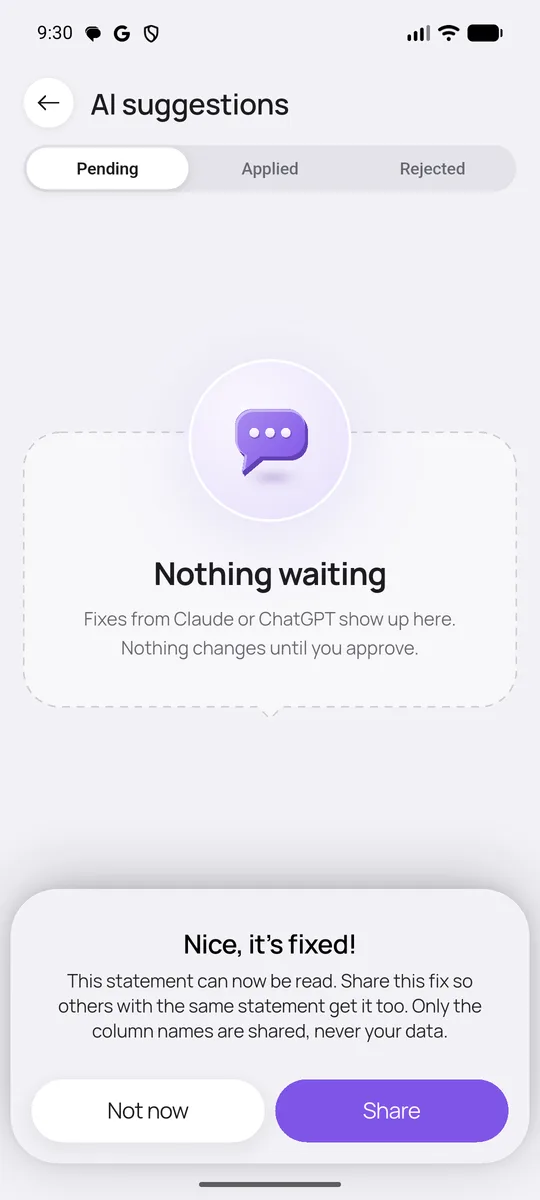 9:30
AI suggestions
Pending Applied Rejected
Nothing waiting
Fixes from Claude or ChatGPT show up here.
Nothing changes until you approve.
Nice, it's fixed!
This statement can now be read. Share this fix so
others with the same statement get it too. Only the
column names are shared, never your data.
Not now Share